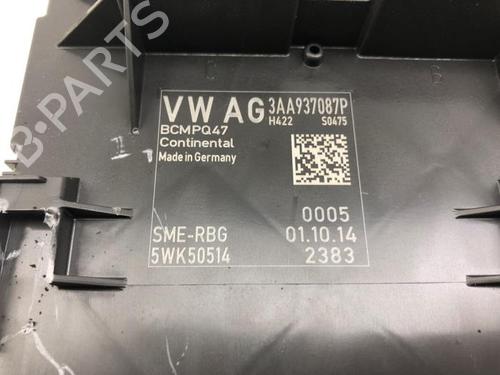 VW AG 3AA937087P
BCMPQ47 H422 S0475
Continental
Made in Germany
0005
SME-RBG 01.10.14
5WK50514 2383
B-PARTS